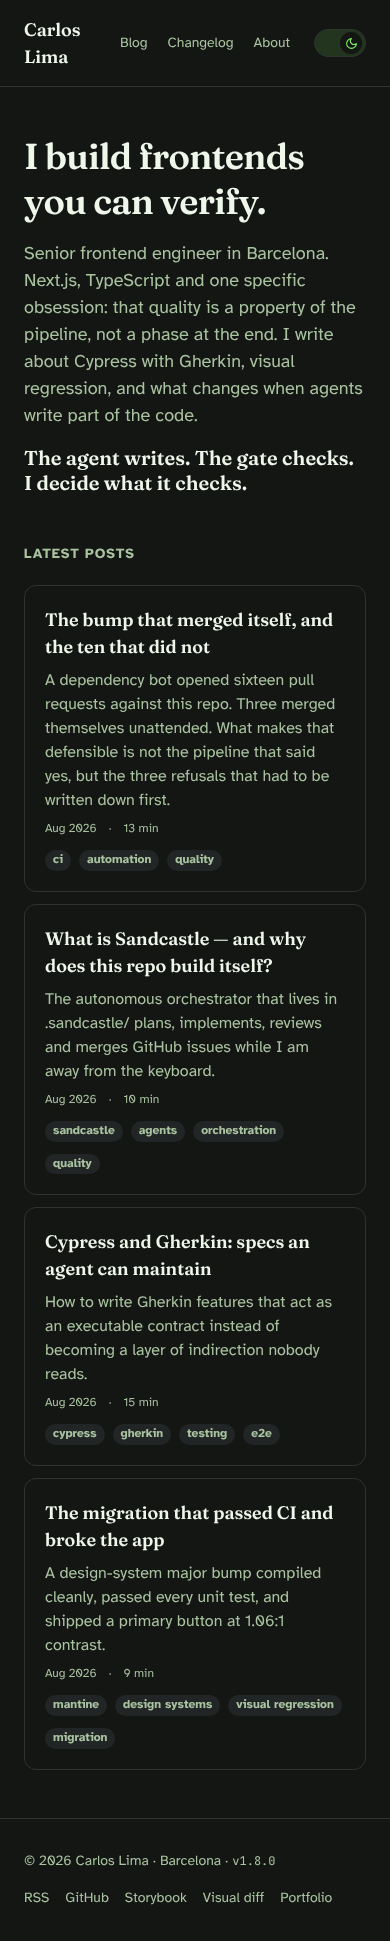 Carlos
Lima
Blog Changelog About
I build frontends
you can verify.
Senior frontend engineer in Barcelona.
Next.js, TypeScript and one specific
obsession: that quality is a property of the
pipeline, not a phase at the end. I write
about Cypress with Gherkin, visual
regression, and what changes when agents
write part of the code.
The agent writes. The gate checks.
I decide what it checks.
LATEST POSTS
The bump that merged itself, and
the ten that did not
A dependency bot opened sixteen pull
requests against this repo. Three merged
themselves unattended. What makes that
defensible is not the pipeline that said
yes, but the three refusals that had to be
written down first.
Aug 2026 · 13 min
ci automation quality
What is Sandcastle — and why
does this repo build itself?
The autonomous orchestrator that lives in
.sandcastle/ plans, implements, reviews
and merges GitHub issues while I am
away from the keyboard.
Aug 2026 · 10 min
sandcastle agents orchestration
quality
Cypress and Gherkin: specs an
agent can maintain
How to write Gherkin features that act as
an executable contract instead of
becoming a layer of indirection nobody
reads.
Aug 2026 · 15 min
cypress gherkin testing e2e
The migration that passed CI and
broke the app
A design-system major bump compiled
cleanly, passed every unit test, and
shipped a primary button at 1.06:1
contrast.
Aug 2026 · 9 min
mantine design systems visual regression
migration
© 2026 Carlos Lima · Barcelona · v1.8.0
RSS GitHub Storybook Visual diff Portfolio